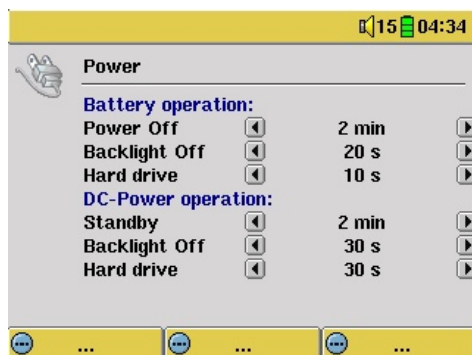 15 04:34
Power
Battery operation:
Power Off 2 min
Backlight Off 20 s
Hard drive 10 s
DC-Power operation:
Standby 2 min
Backlight Off 30 s
Hard drive 30 s
... ... ...